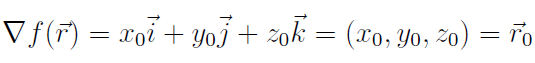 ∇f(r⃗) = x₀i⃗ + y₀j⃗ + z₀k⃗ = (x₀, y₀, z₀) = r⃗₀